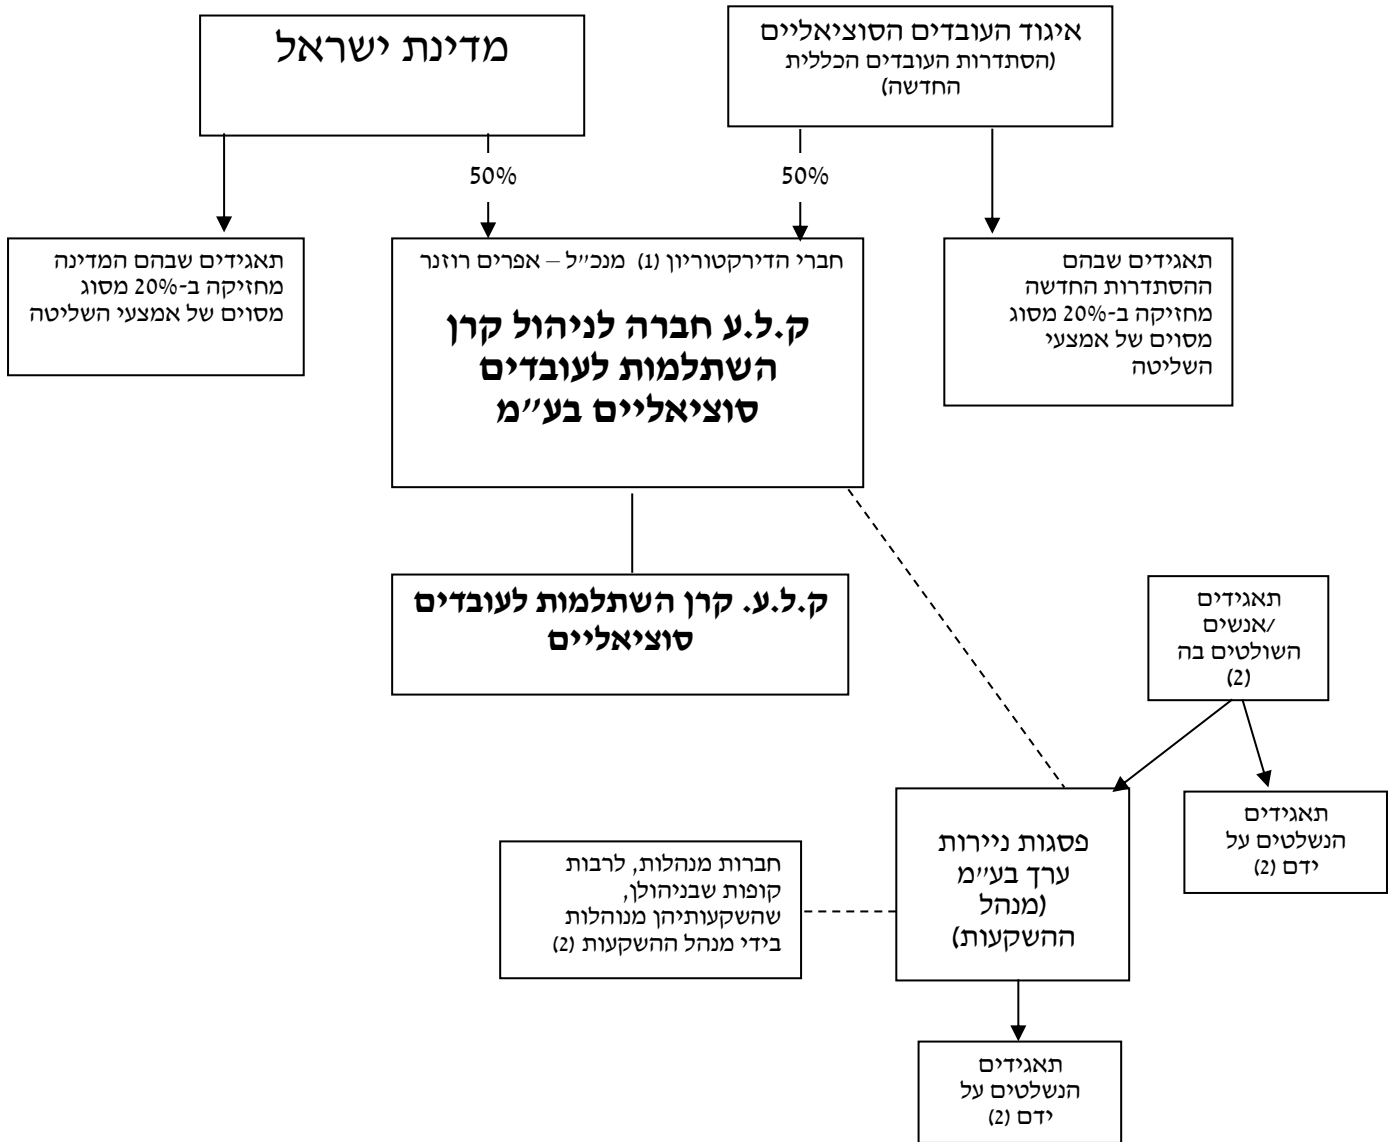 מדינת ישראל
איגוד העובדים הסוציאליים
(הסתדרות העובדים הכללית
החדשה)
50%
50%
תאגידים שבהם המדינה
מחזיקה ב-20% מסוג
מסוים של אמצעי השליטה
חברי הדירקטוריון (1) מנכ״ל – אפרים רוזנר
ק.ל.ע חברה לניהול קרן
השתלמות לעובדים
סוציאליים בע״מ
תאגידים שבהם
ההסתדרות החדשה
מחזיקה ב-20% מסוג
מסוים של אמצעי
השליטה
ק.ל.ע. קרן השתלמות לעובדים
סוציאליים
תאגידים
/אנשים
השולטים בה
(2)
פסגות ניירות
ערך בע״מ
(מנהל
ההשקעות)
תאגידים
הנשלטים על
ידם (2)
חברות מנהלות, לרבות
קופות שבניהולן,
שהשקעותיהן מנוהלות
בידי מנהל ההשקעות (2)
תאגידים
הנשלטים על
ידם (2)